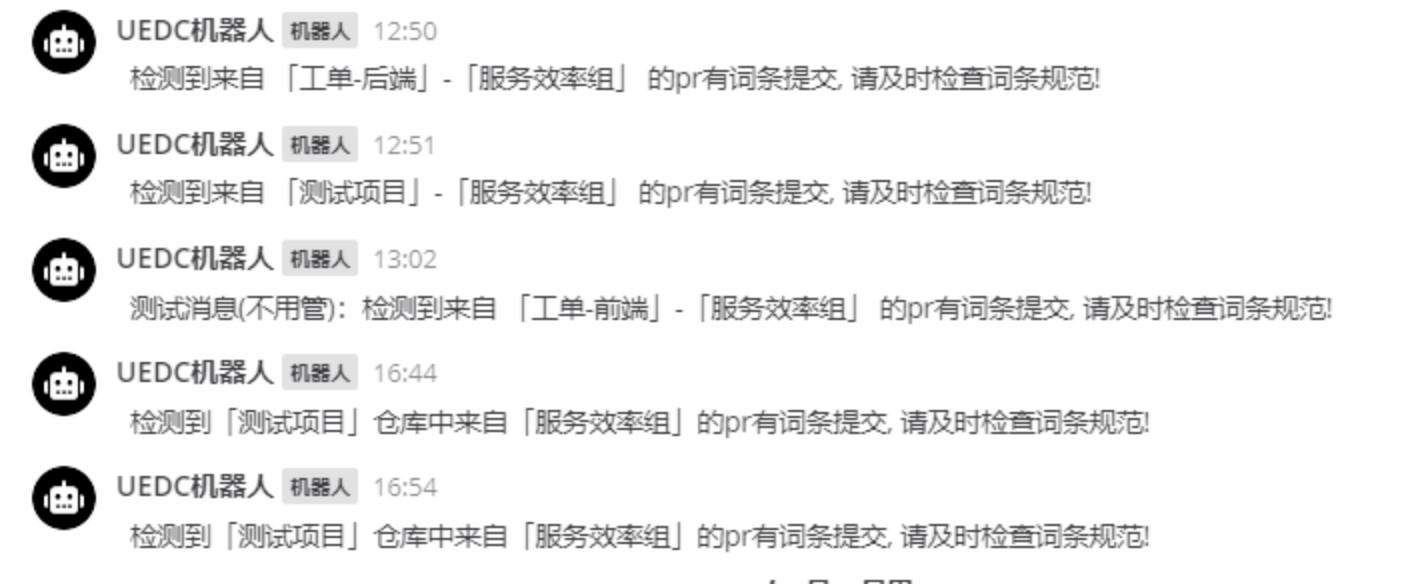 UEDC机器人 机器人 12:50
检测到来自 「工单-后端」-「服务效率组」 的pr有词条提交, 请及时检查词条规范!
UEDC机器人 机器人 12:51
检测到来自 「测试项目」-「服务效率组」 的pr有词条提交, 请及时检查词条规范!
UEDC机器人 机器人 13:02
测试消息(不用管)：检测到来自 「工单-前端」-「服务效率组」 的pr有词条提交, 请及时检查词条规范!
UEDC机器人 机器人 16:44
检测到「测试项目」仓库中来自「服务效率组」的pr有词条提交, 请及时检查词条规范!
UEDC机器人 机器人 16:54
检测到「测试项目」仓库中来自「服务效率组」的pr有词条提交, 请及时检查词条规范!